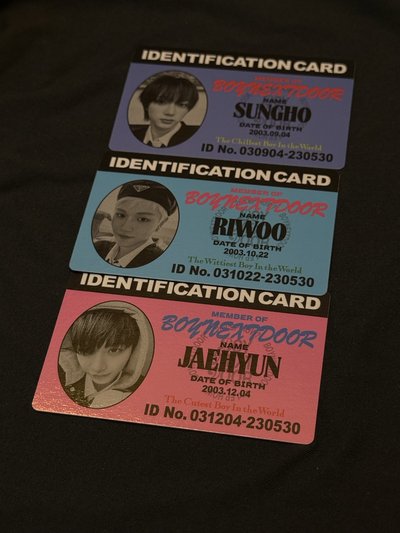 IDENTIFICATION CARD
MEMBER OF
BOYNEXTDOOR
NAME
SUNGHO
DATE OF BIRTH
2003.09.04
The Chillest Boy In the World
ID No. 030904-230530
IDENTIFICATION CARD
MEMBER OF
BOYNEXTDOOR
NAME
RIWOO
DATE OF BIRTH
2003.10.22
The Wittiest Boy In the World
ID No. 031022-230530
IDENTIFICATION CARD
MEMBER OF
BOYNEXTDOOR
NAME
JAEHYUN
DATE OF BIRTH
2003.12.04
The Cutest Boy In the World
ID No. 031204-230530